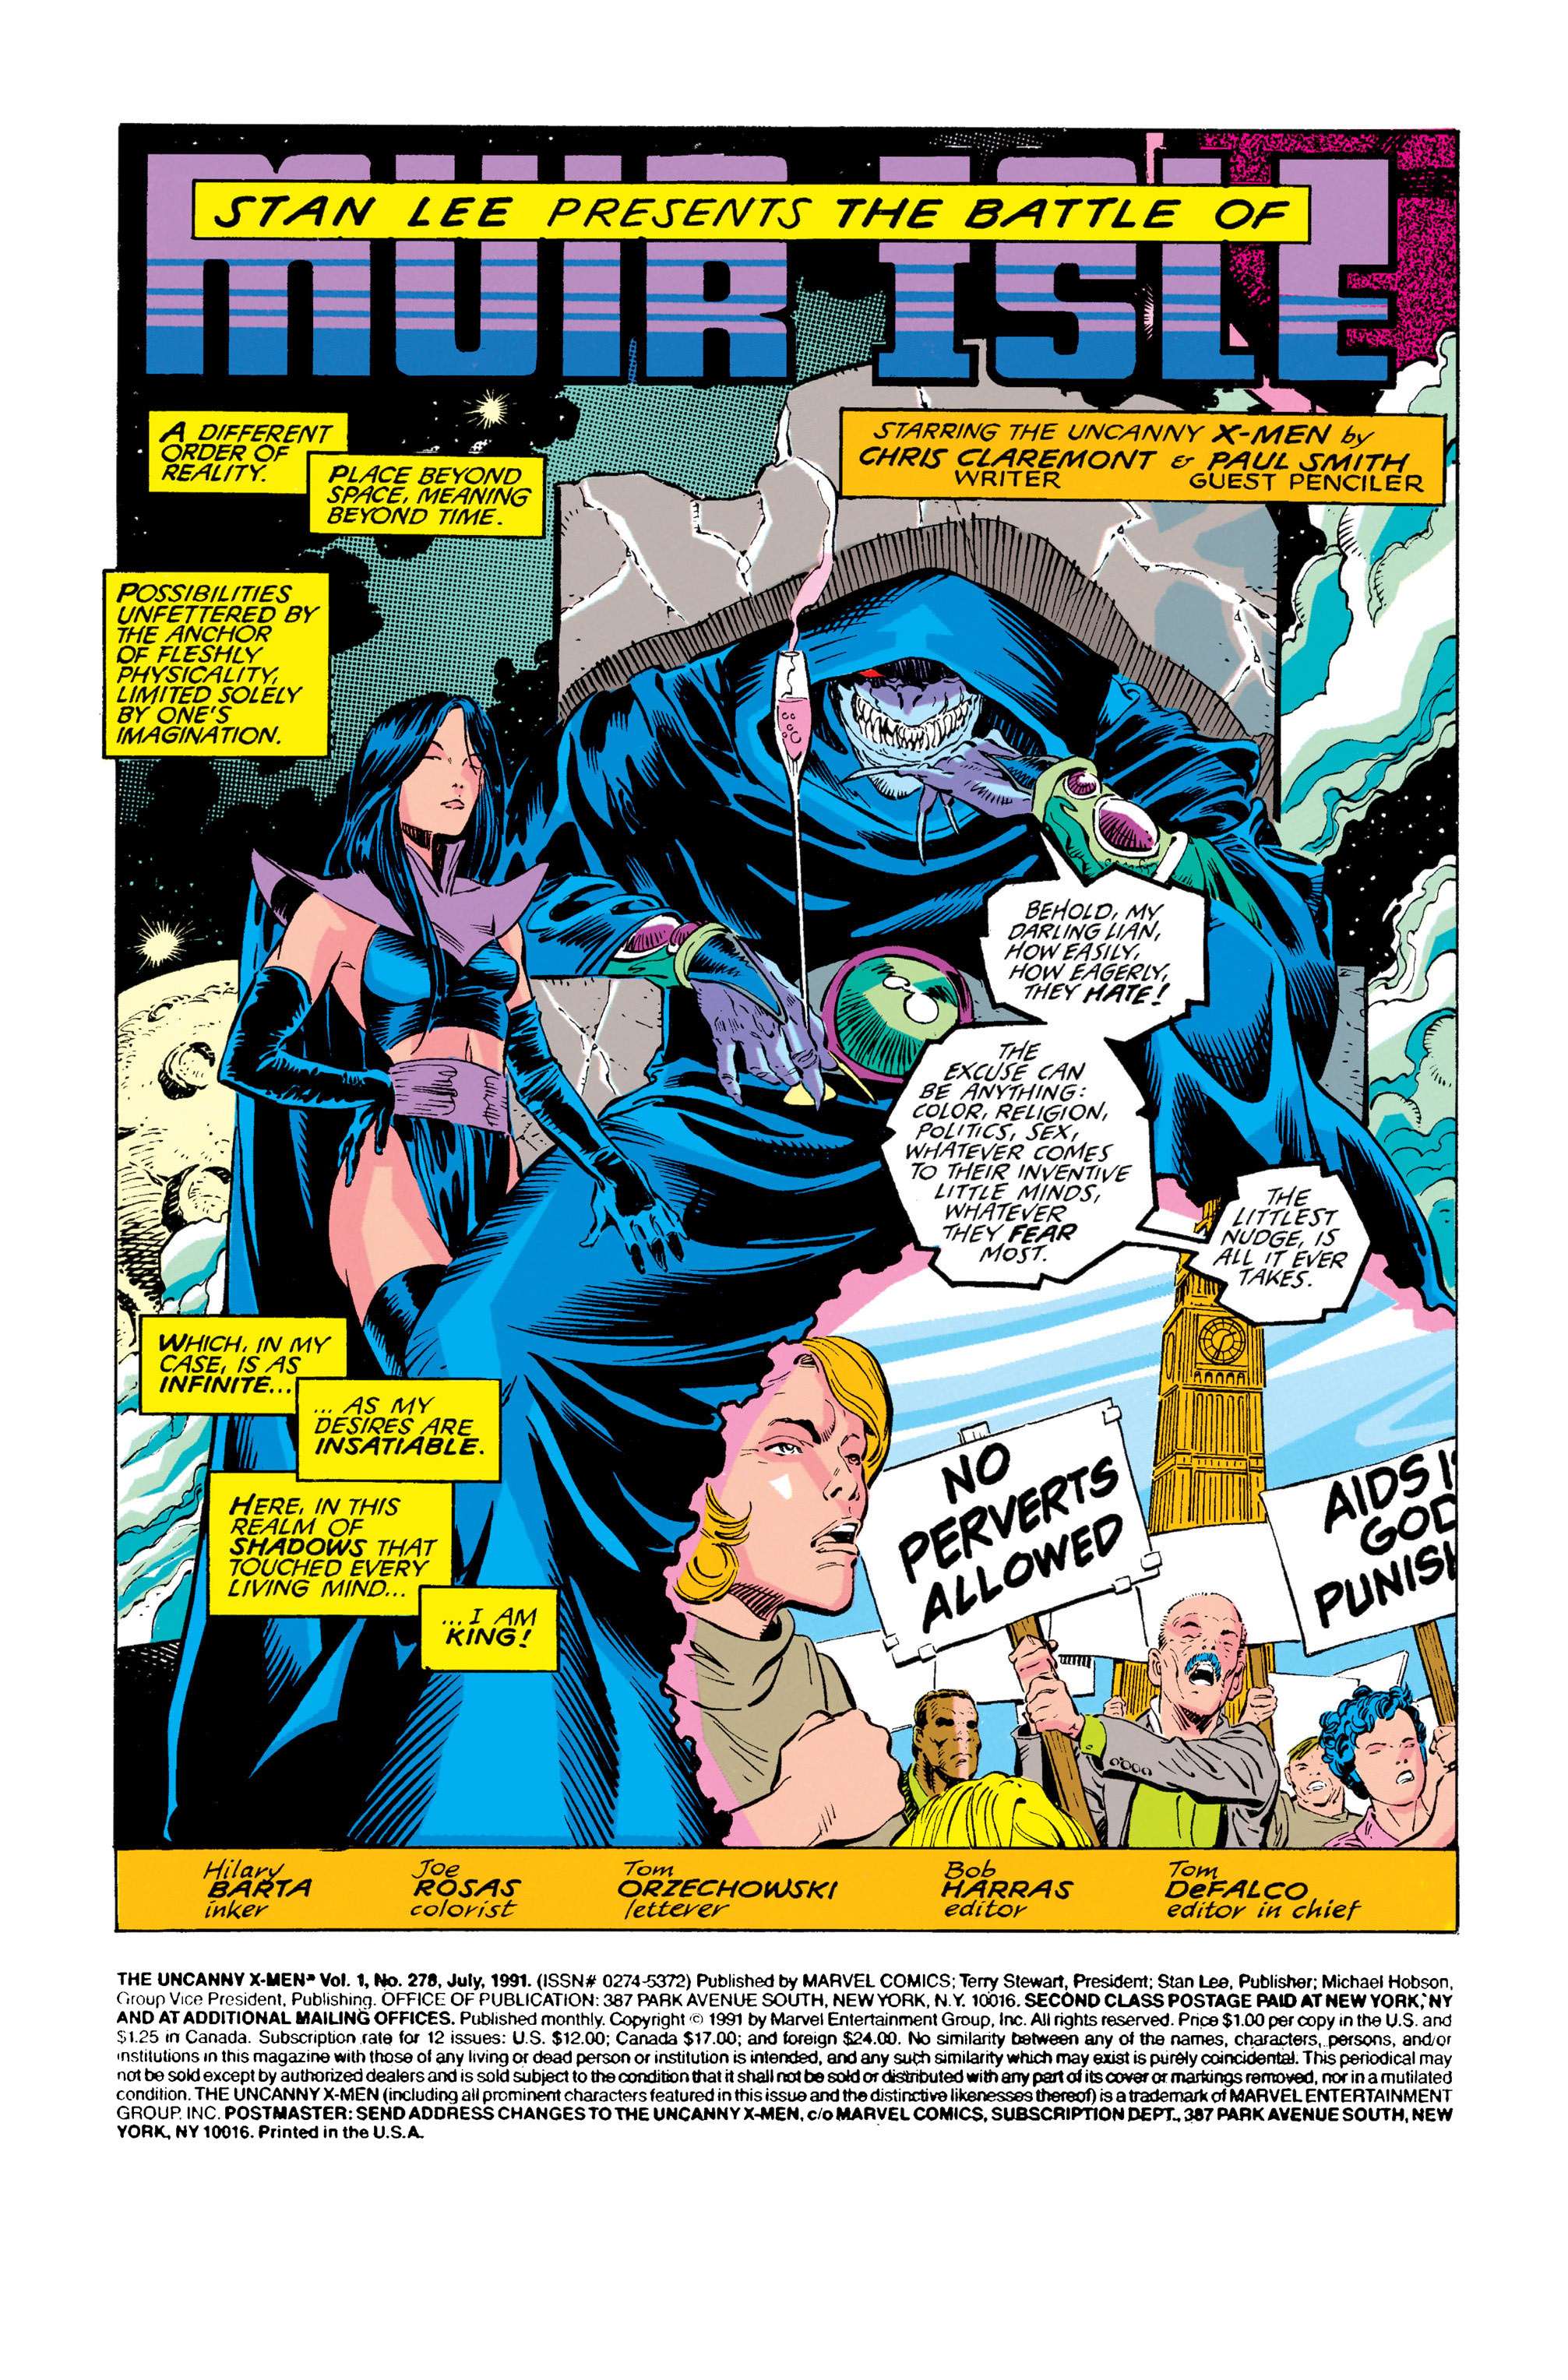 STAN LEE PRESENTS THE BATTLE OF
MUIR ISLE
A DIFFERENT
ORDER OF
REALITY.
PLACE BEYOND
SPACE, MEANING
BEYOND TIME.
STARRING THE UNCANNY X-MEN by
CHRIS CLAREMONT & PAUL SMITH
WRITER GUEST PENCILER
POSSIBILITIES
UNFETTERED BY
THE ANCHOR
OF FLESHLY
PHYSICALITY,
LIMITED SOLELY
BY ONE'S
IMAGINATION.
BEHOLD, MY
DARLING LIAN,
HOW EASILY,
HOW EAGERLY,
THEY HATE!
THE
EXCUSE CAN
BE ANYTHING:
COLOR, RELIGION,
POLITICS, SEX,
WHATEVER COMES
TO THEIR INVENTIVE
LITTLE MINDS,
WHATEVER
THEY FEAR
MOST.
THE
LITTLEST
NUDGE, IS
ALL IT EVER
TAKES.
WHICH, IN MY
CASE, IS AS
INFINITE...
... AS MY
DESIRES ARE
INSATIABLE.
HERE, IN THIS
REALM OF
SHADOWS THAT
TOUCHED EVERY
LIVING MIND...
...I AM
KING!
NO
PERVERTS
ALLOWED
AIDS I
GOD
PUNISH
Hilary Joe Tom Bob Tom
BARTA ROSAS ORZECHOWSKI HARRAS DeFALCO
inker colorist letterer editor editor in chief
THE UNCANNY X-MEN® Vol. 1, No. 278, July, 1991. (ISSN# 0274-5372) Published by MARVEL COMICS; Terry Stewart, President; Stan Lee, Publisher; Michael Hobson,
Group Vice President, Publishing. OFFICE OF PUBLICATION: 387 PARK AVENUE SOUTH, NEW YORK, N.Y. 10016. SECOND CLASS POSTAGE PAID AT NEW YORK, NY
AND AT ADDITIONAL MAILING OFFICES. Published monthly. Copyright © 1991 by Marvel Entertainment Group, Inc. All rights reserved. Price $1.00 per copy in the U.S. and
$1.25 in Canada. Subscription rate for 12 issues: U.S. $12.00; Canada $17.00; and foreign $24.00. No similarity between any of the names, characters, persons, and/or
institutions in this magazine with those of any living or dead person or institution is intended, and any such similarity which may exist is purely coincidental. This periodical may
not be sold except by authorized dealers and is sold subject to the condition that it shall not be sold or distributed with any part of its cover or markings removed, nor in a mutilated
condition. THE UNCANNY X-MEN (including all prominent characters featured in this issue and the distinctive likenesses thereof) is a trademark of MARVEL ENTERTAINMENT
GROUP, INC. POSTMASTER: SEND ADDRESS CHANGES TO THE UNCANNY X-MEN, c/o MARVEL COMICS, SUBSCRIPTION DEPT., 387 PARK AVENUE SOUTH, NEW
YORK, NY 10016. Printed in the U.S.A.